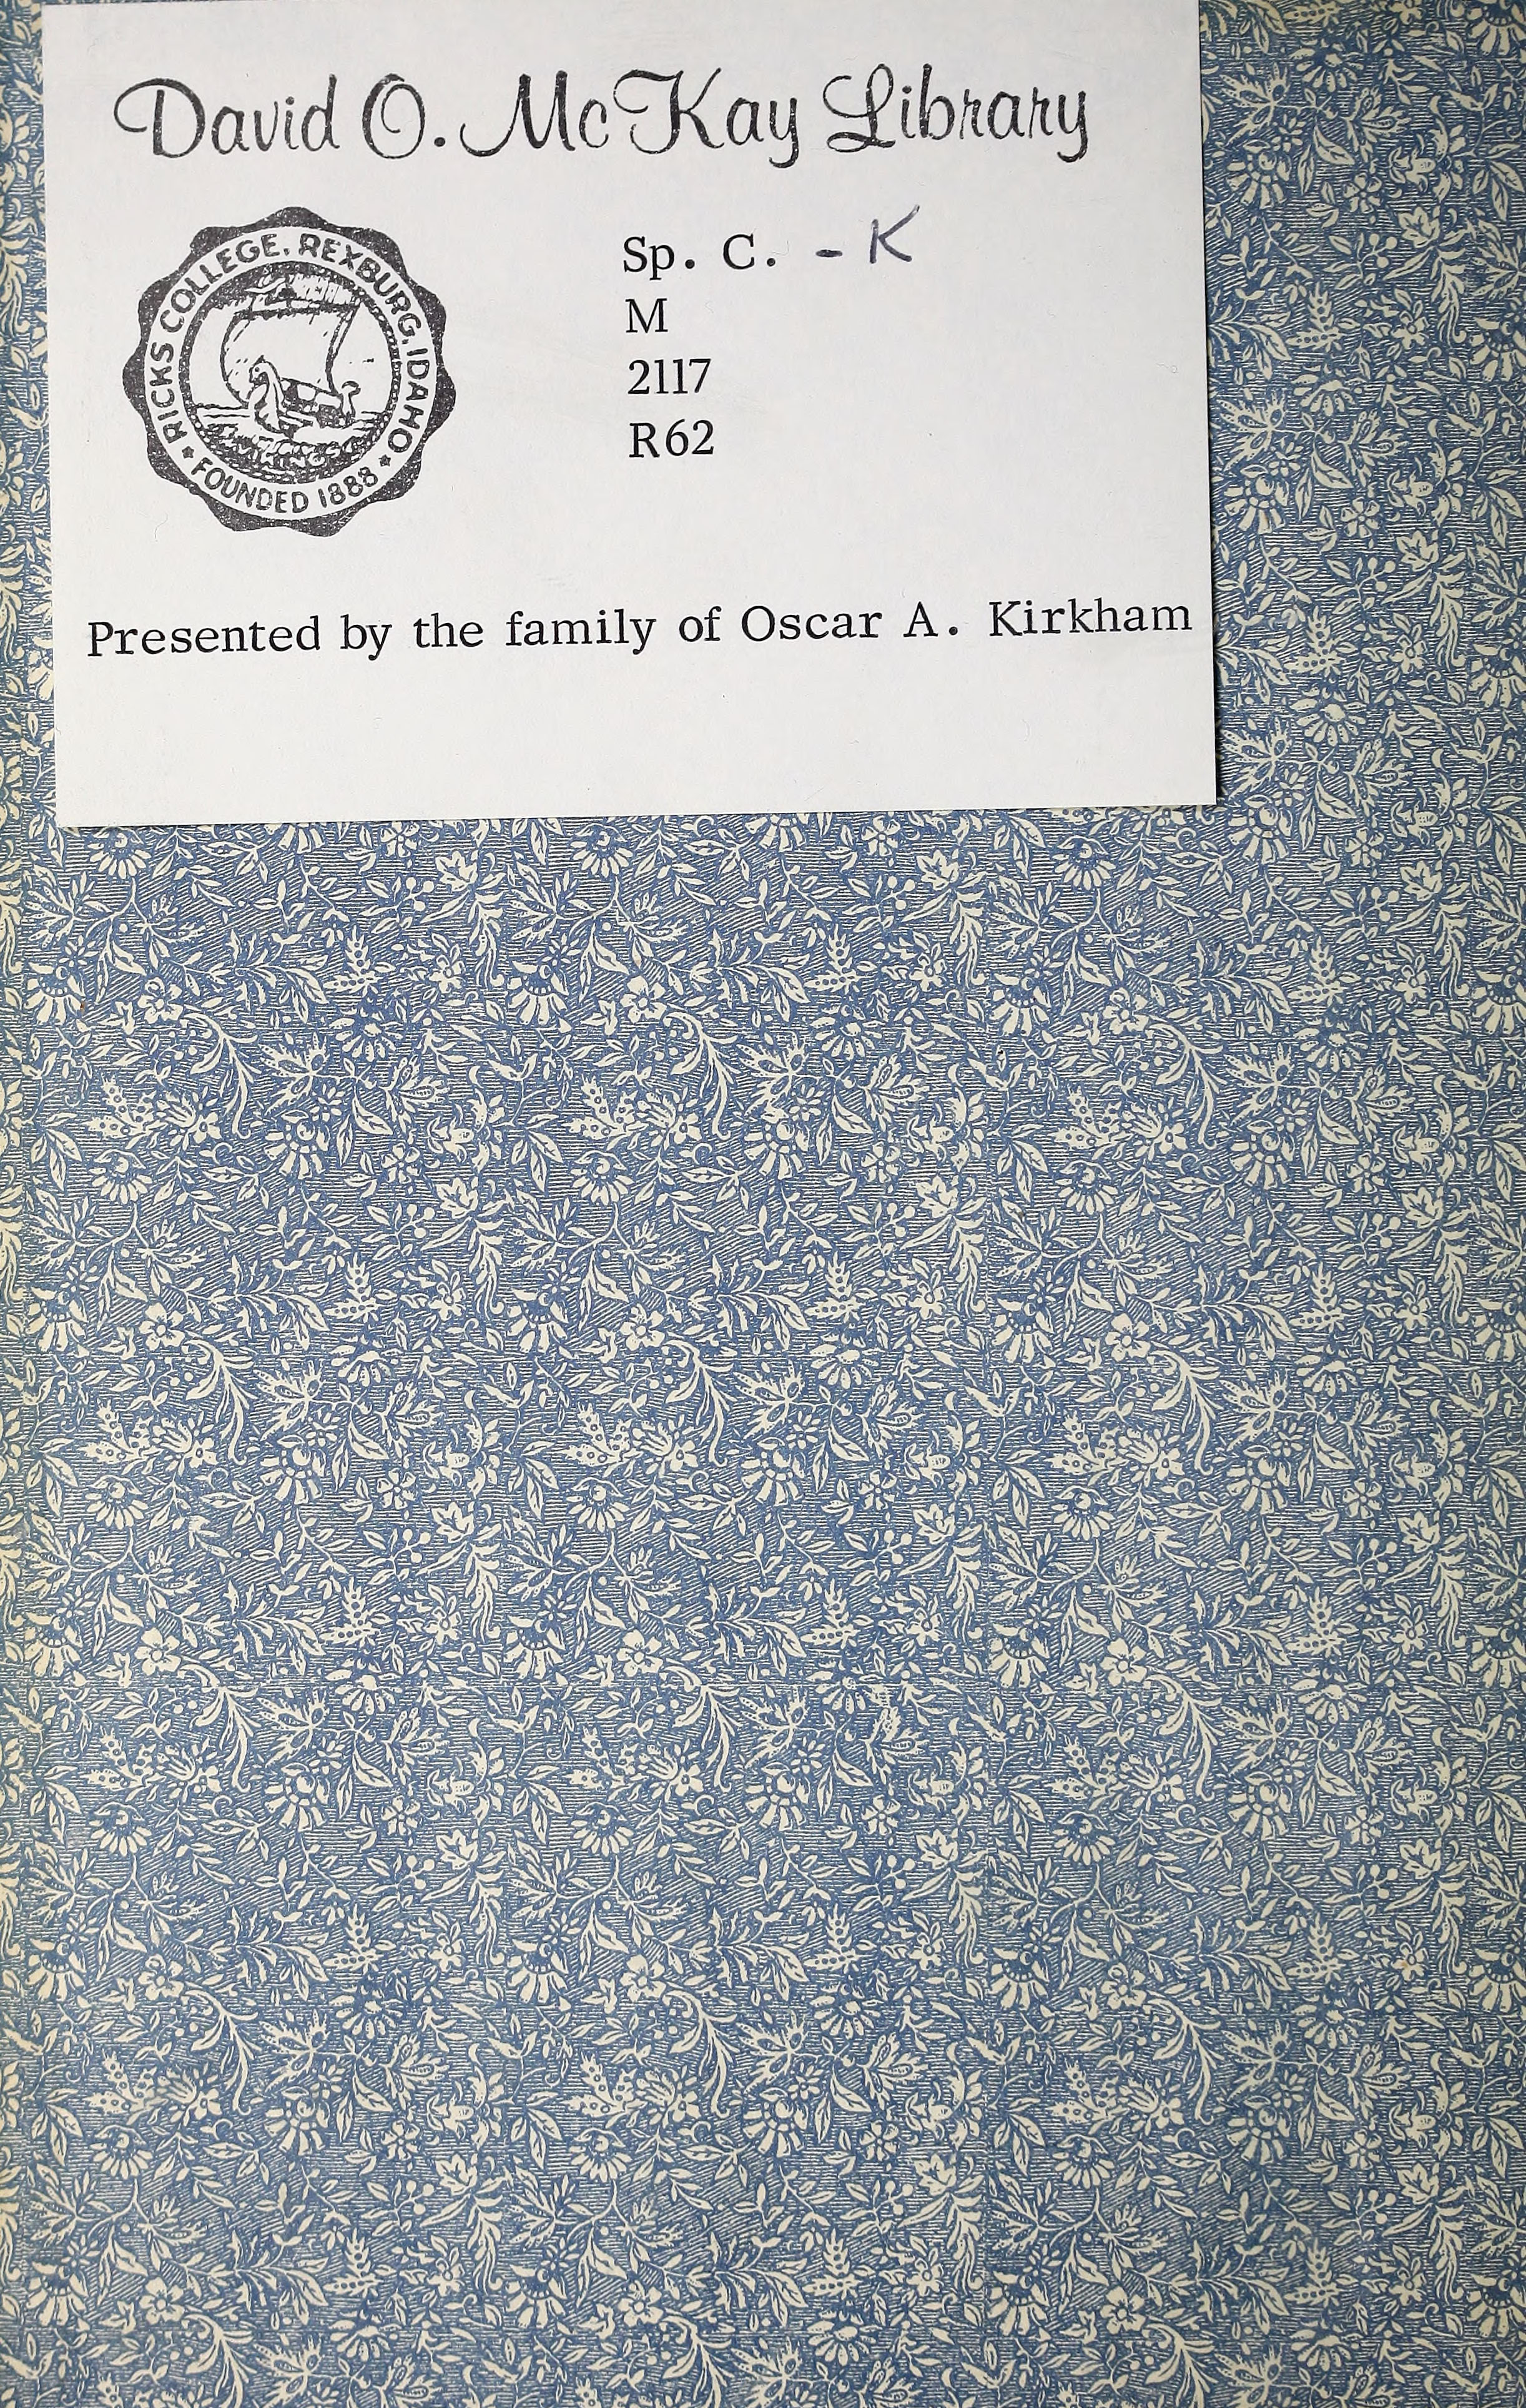 David O. McKay Library
RICKS COLLEGE, REXBURG, IDAHO
FOUNDED 1888
VIKINGS
Sp. C. - K
M
2117
R62
Presented by the family of Oscar A. Kirkham